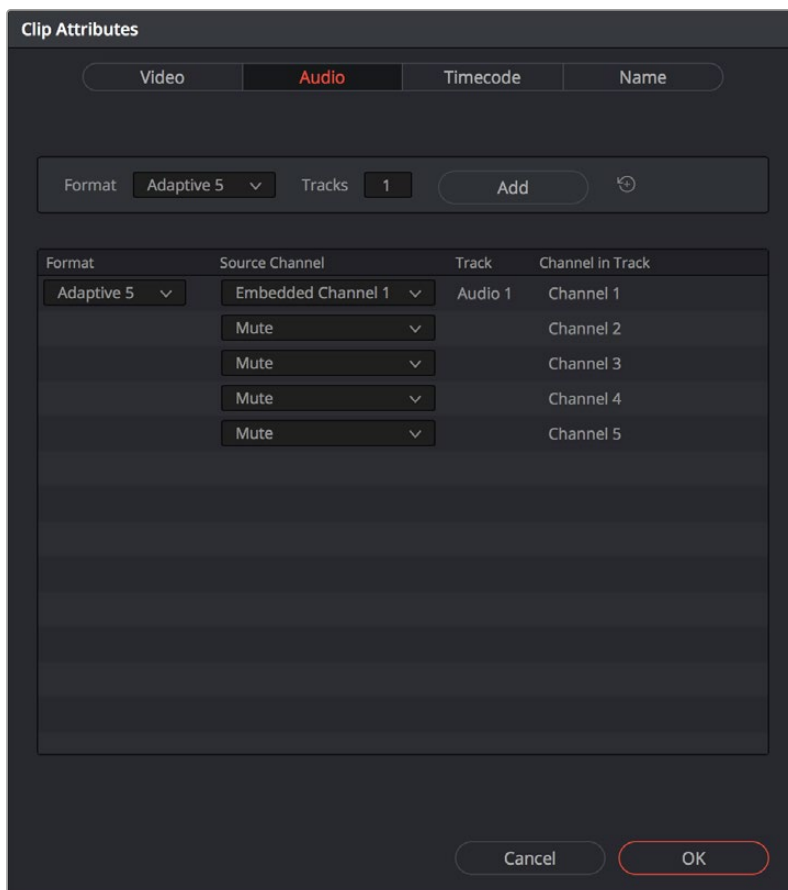 Clip Attributes
Video Audio Timecode Name
Format Adaptive 5 Tracks 1 Add
Format Source Channel Track Channel in Track
Adaptive 5 Embedded Channel 1 Audio 1 Channel 1
Mute Channel 2
Mute Channel 3
Mute Channel 4
Mute Channel 5
Cancel OK